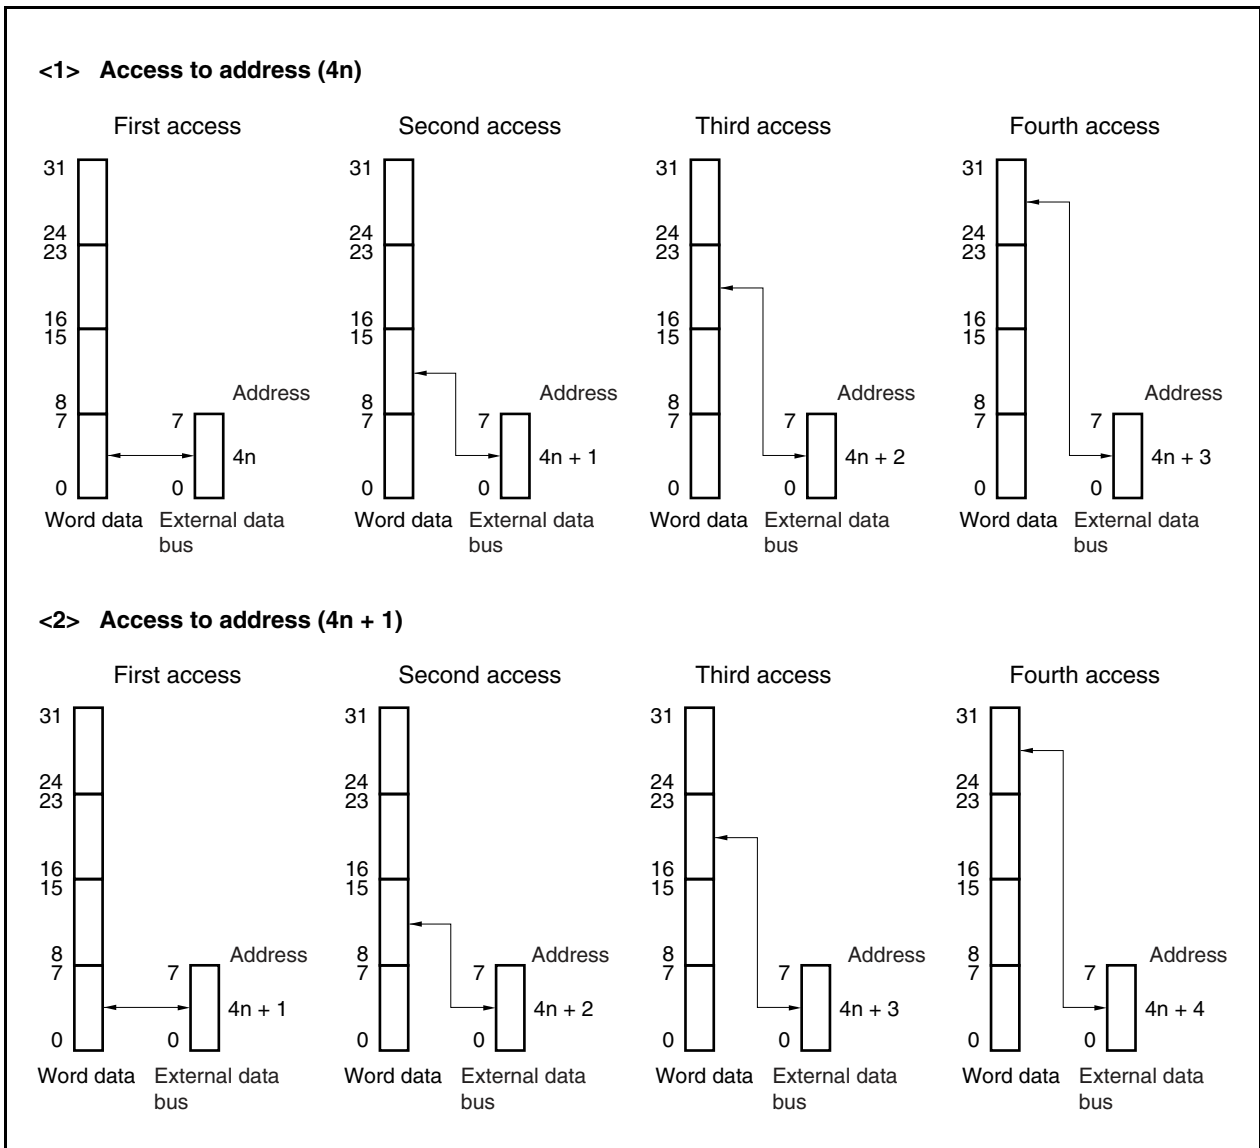 <1> Access to address (4n)
First access Second access Third access Fourth access
31 31 31 31
24 24 24 24
23 23 23 23
16 16 16 16
15 15 15 15
Address Address Address Address
8 8 8 8
7 7 7 7 7 7 7 7
4n 4n + 1 4n + 2 4n + 3
0 0 0 0 0 0 0 0
Word data External data Word data External data Word data External data Word data External data
bus bus bus bus
<2> Access to address (4n + 1)
First access Second access Third access Fourth access
31 31 31 31
24 24 24 24
23 23 23 23
16 16 16 16
15 15 15 15
Address Address Address Address
8 8 8 8
7 7 7 7 7 7 7 7
4n + 1 4n + 2 4n + 3 4n + 4
0 0 0 0 0 0 0 0
Word data External data Word data External data Word data External data Word data External data
bus bus bus bus